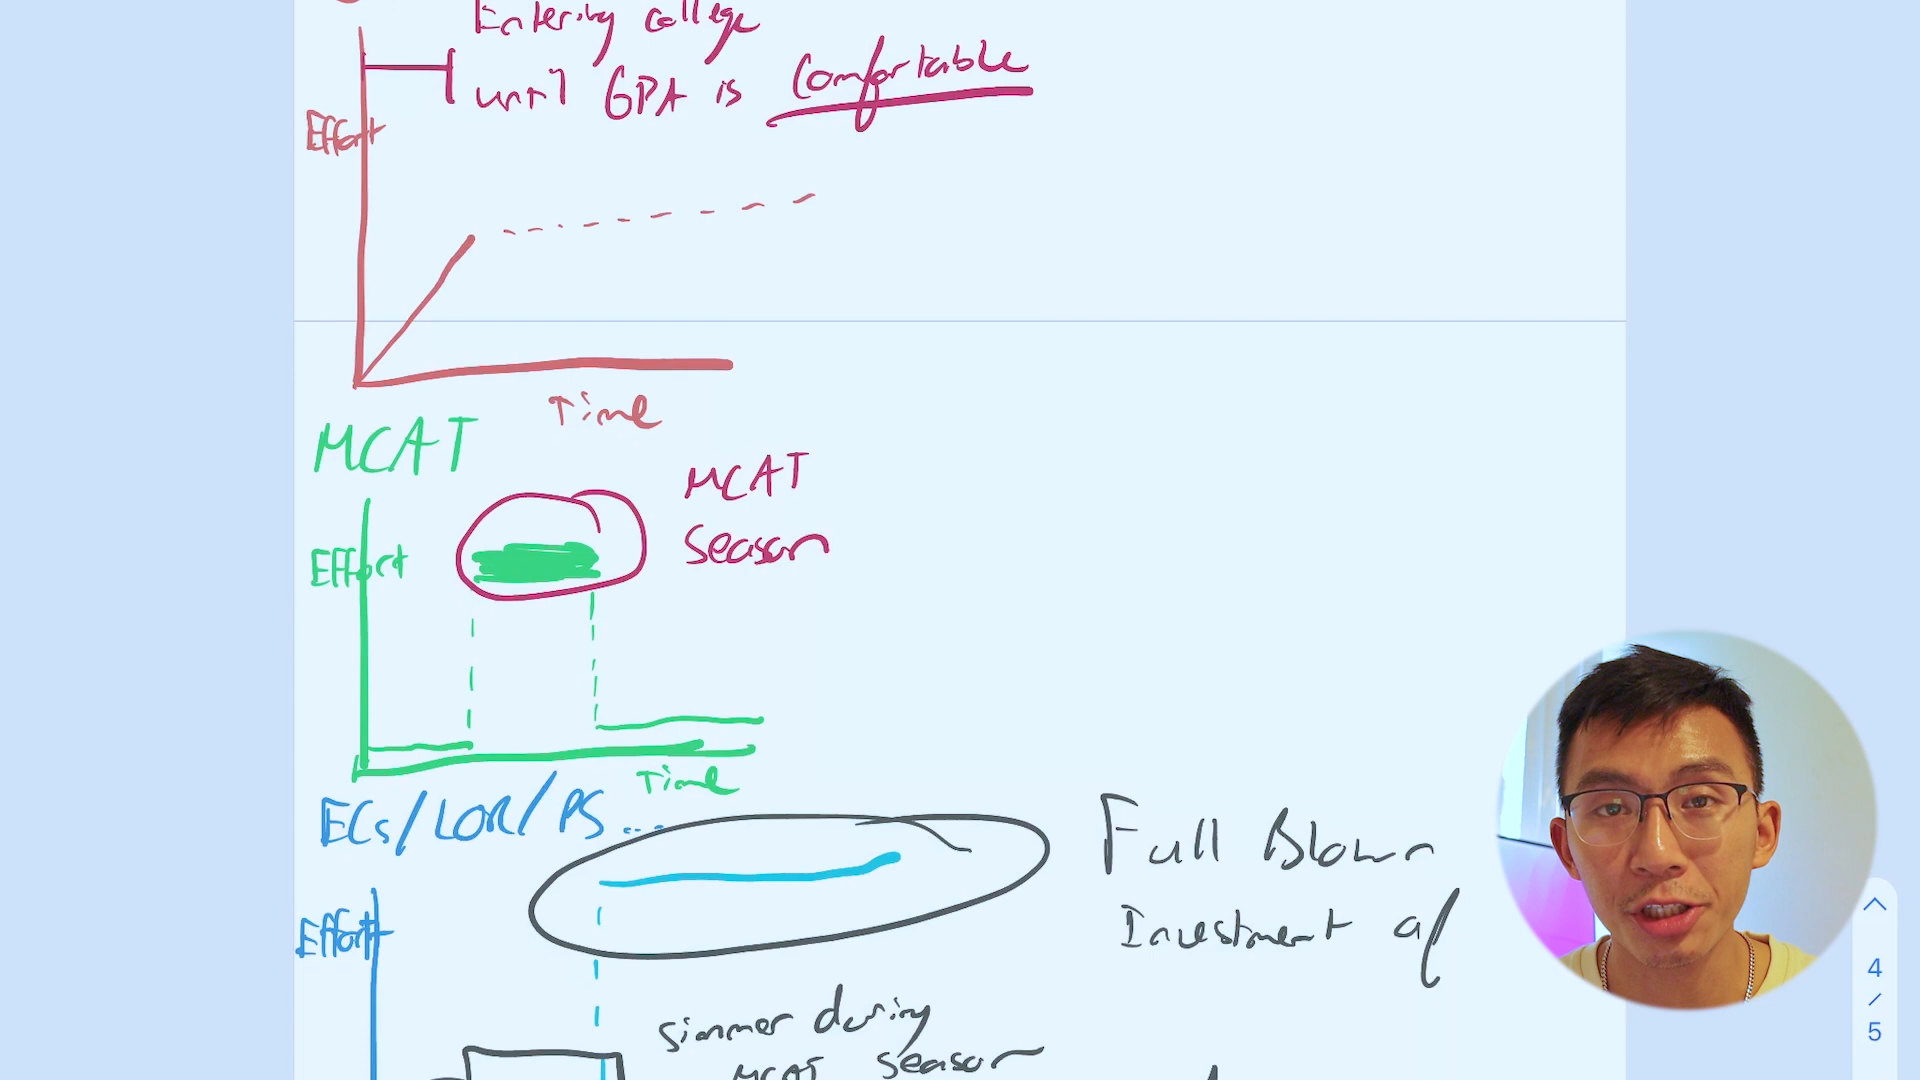 Entering college
until GPA is comfortable
Effort
Time
MCAT
MCAT
season
Effort
Time
ECs/LOR/PS...
Full Blown
Investment of
Effort
simmer during
MCAT season
4
/
5